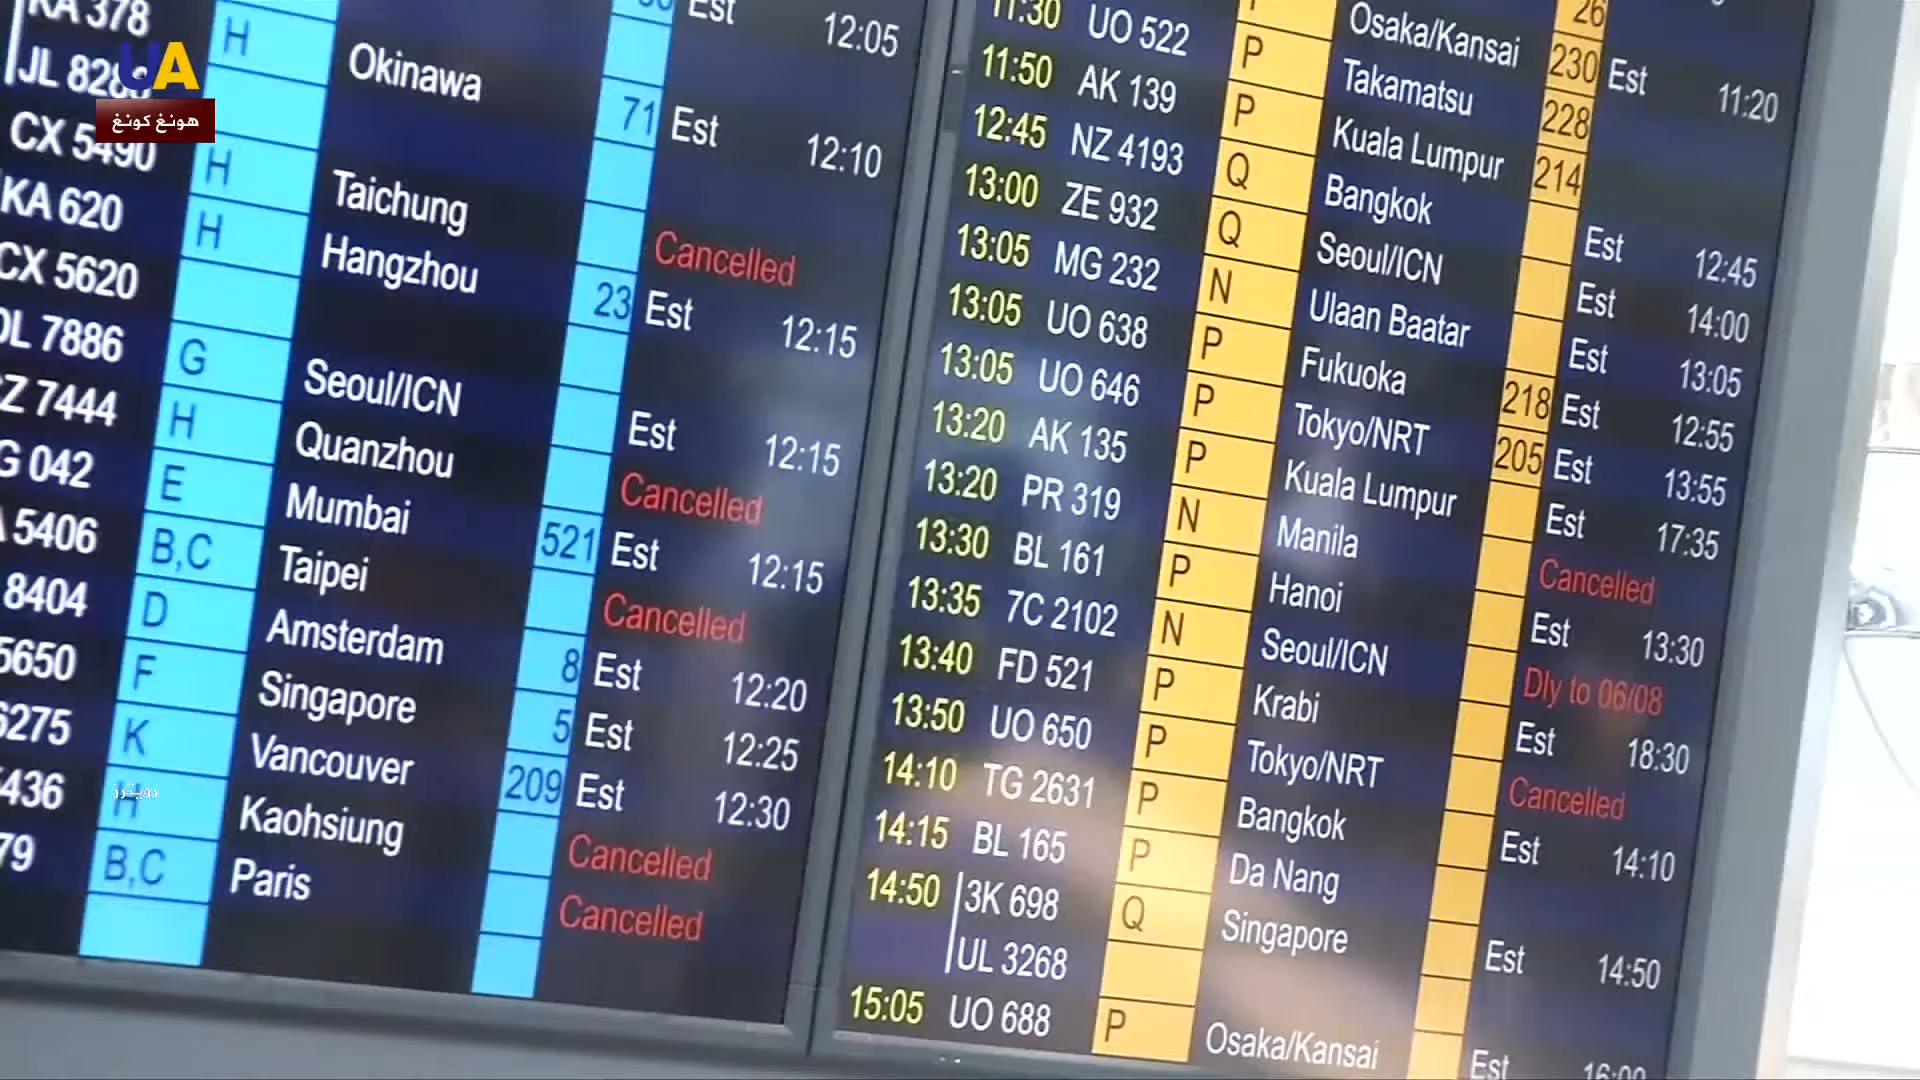 UA
هونغ كونغ
رويترز
KA 378 H Est 12:05
JL 828 Okinawa
CX 5490 H 71 Est 12:10
KA 620 H Taichung Cancelled
CX 5620 Hangzhou 23 Est 12:15
DL 7886 G Seoul/ICN Est 12:15
CZ 7444 H Quanzhou Cancelled
042 E Mumbai 521 Est 12:15
5406 B,C Taipei Cancelled
8404 D Amsterdam 8 Est 12:20
5650 F Singapore 5 Est 12:25
6275 K Vancouver 209 Est 12:30
436 H Kaohsiung Cancelled
79 B,C Paris Cancelled
11:30 UO 522 P Osaka/Kansai 26
11:50 AK 139 P Takamatsu 230 Est 11:20
12:45 NZ 4193 Q Kuala Lumpur 228
13:00 ZE 932 Q Bangkok 214
13:05 MG 232 N Seoul/ICN Est 12:45
13:05 UO 638 P Ulaan Baatar Est 14:00
13:05 UO 646 P Fukuoka Est 13:05
13:20 AK 135 P Tokyo/NRT 218 Est 12:55
13:20 PR 319 N Kuala Lumpur 205 Est 13:55
13:30 BL 161 P Manila Est 17:35
13:35 7C 2102 N Hanoi Cancelled
13:40 FD 521 P Seoul/ICN Est 13:30
13:50 UO 650 P Krabi Dly to 06/08
14:10 TG 2631 P Tokyo/NRT Est 18:30
14:15 BL 165 P Bangkok Cancelled
14:50 3K 698 Q Da Nang Est 14:10
UL 3268 Singapore Est 14:50
15:05 UO 688 P Osaka/Kansai Est 16:00